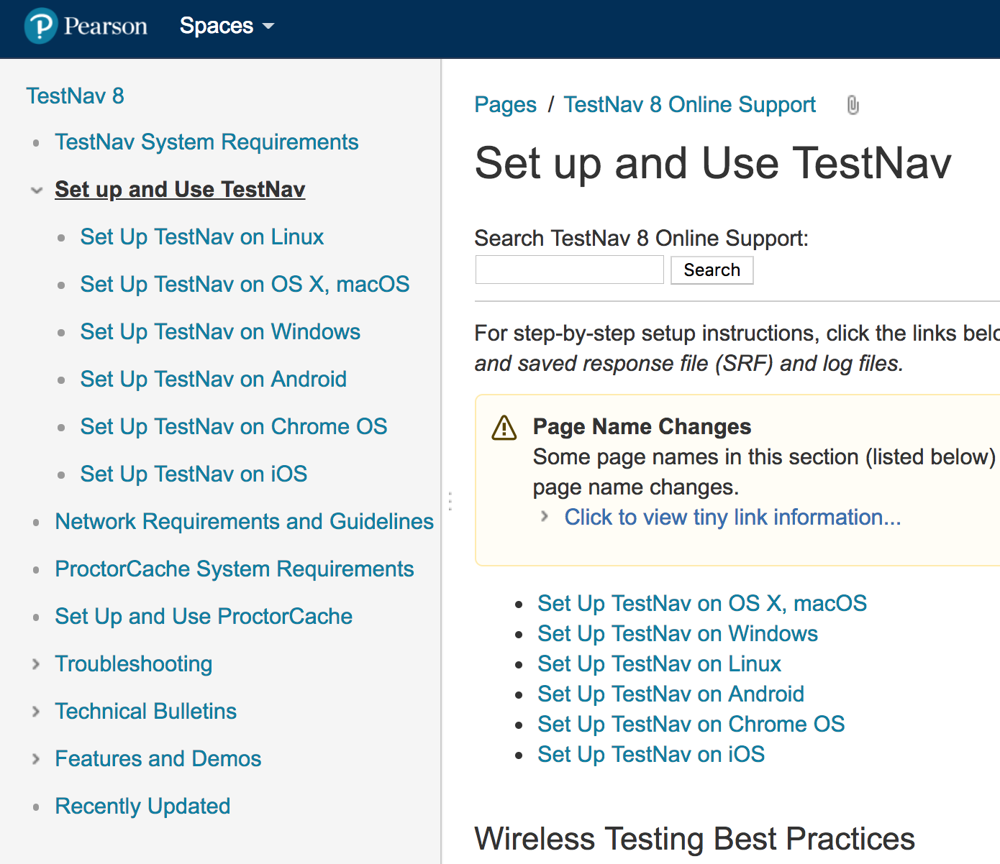 Pearson Spaces
TestNav 8
TestNav System Requirements
Set up and Use TestNav
Set Up TestNav on Linux
Set Up TestNav on OS X, macOS
Set Up TestNav on Windows
Set Up TestNav on Android
Set Up TestNav on Chrome OS
Set Up TestNav on iOS
Network Requirements and Guidelines
ProctorCache System Requirements
Set Up and Use ProctorCache
Troubleshooting
Technical Bulletins
Features and Demos
Recently Updated
Pages / TestNav 8 Online Support
Set up and Use TestNav
Search TestNav 8 Online Support:
Search
For step-by-step setup instructions, click the links
and saved response file (SRF) and log files.
Page Name Changes
Some page names in this section (listed below)
page name changes.
Click to view tiny link information...
Set Up TestNav on OS X, macOS
Set Up TestNav on Windows
Set Up TestNav on Linux
Set Up TestNav on Android
Set Up TestNav on Chrome OS
Set Up TestNav on iOS
Wireless Testing Best Practices